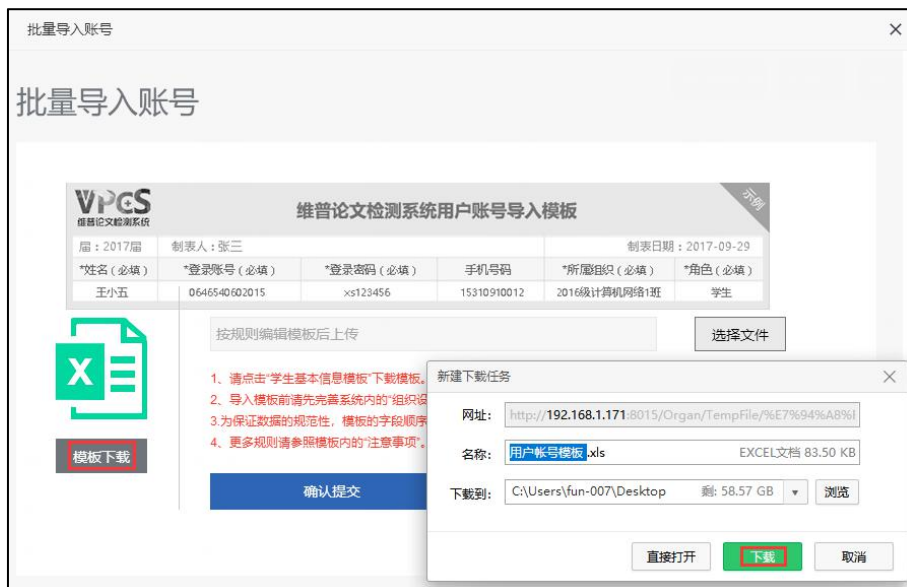 批量导入账号
批量导入账号
VPCS
维普论文检测系统
维普论文检测系统用户账号导入模板
示例
届：2017届 制表人：张三 制表日期：2017-09-29
*姓名(必填) *登录账号(必填) *登录密码(必填) 手机号码 *所属组织(必填) *角色(必填)
王小五 0646540602015 xs123456 15310910012 2016级计算机网络1班 学生
按规则编辑模板后上传 选择文件
1、请点击“学生基本信息模板”下载模板。
2、导入模板前请先完善系统内的“组织设
3.为保证数据的规范性，模板的字段顺序
4、更多规则请参照模板内的“注意事项”。
X
模板下载
确认提交
新建下载任务
网址： http://192.168.1.171:8015/Organ/TempFile/%E7%94%A8%I
名称： 用户帐号模板.xls EXCEL文档 83.50 KB
下载到： C:\Users\fun-007\Desktop 剩: 58.57 GB 浏览
直接打开 下载 取消